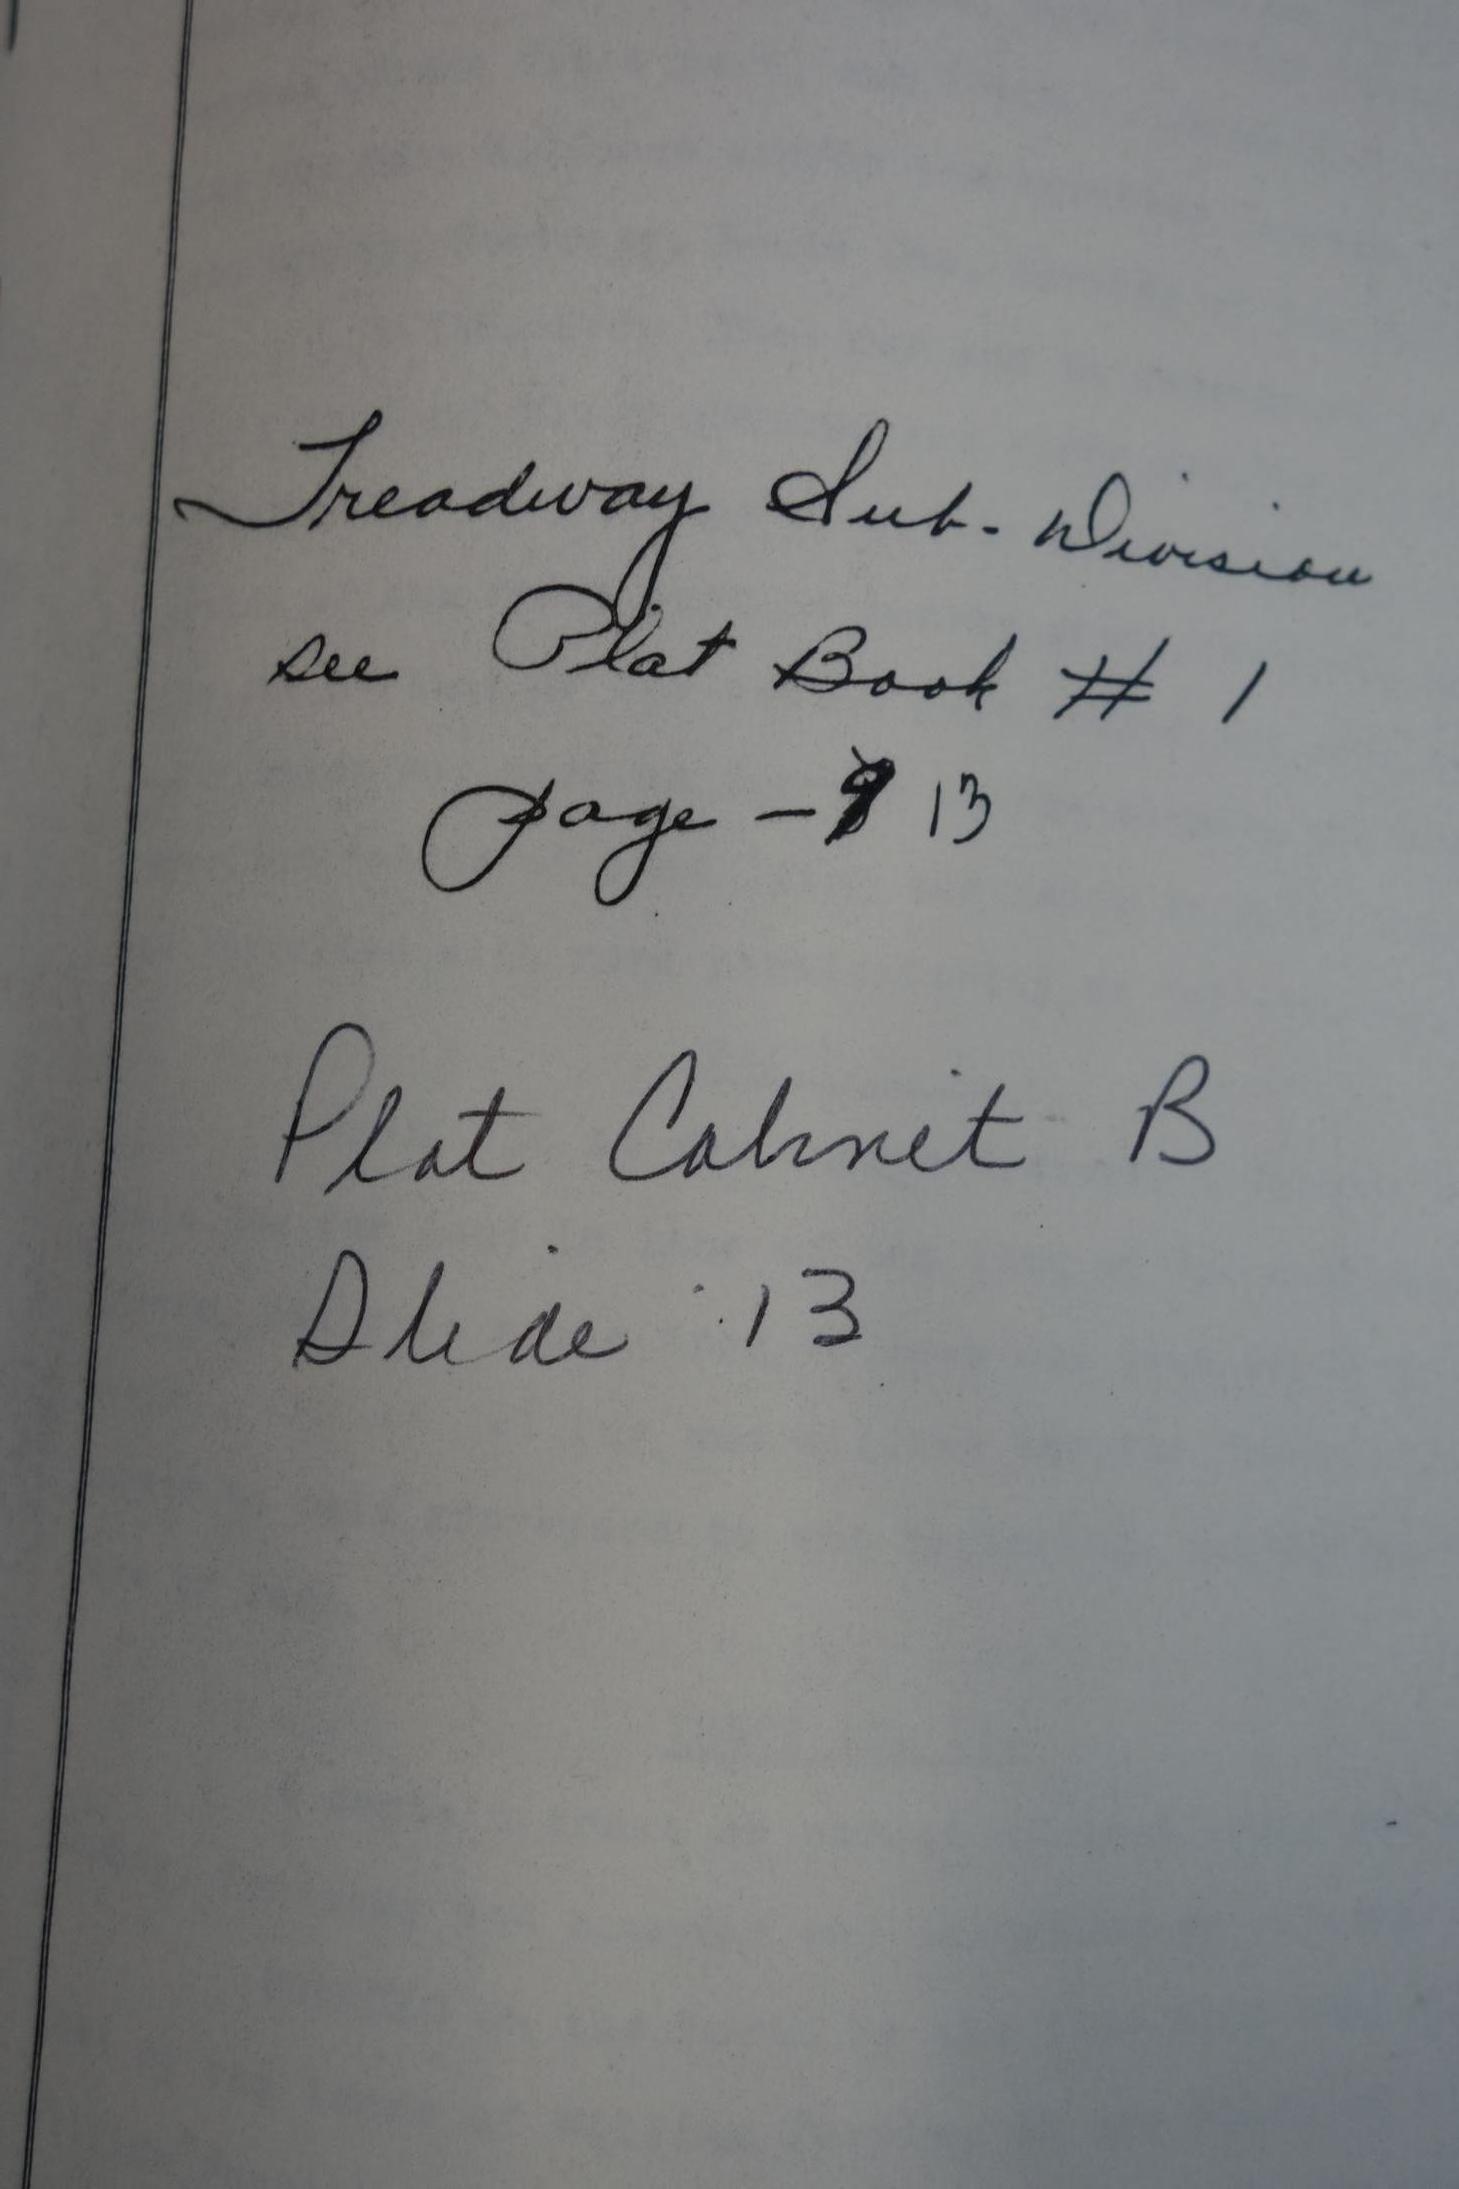 Treadway Sub-Division
see Plat Book # 1
page - 13
Plat Cabinet B
Slide 13